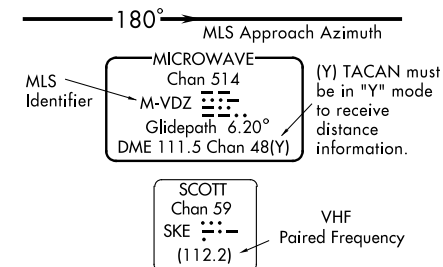 180°
MLS Approach Azimuth
MICROWAVE
Chan 514
M-VDZ
Glidepath 6.20°
DME 111.5 Chan 48(Y)
MLS
Identifier
(Y) TACAN must
be in "Y" mode
to receive
distance
information.
SCOTT
Chan 59
SKE
(112.2)
VHF
Paired Frequency